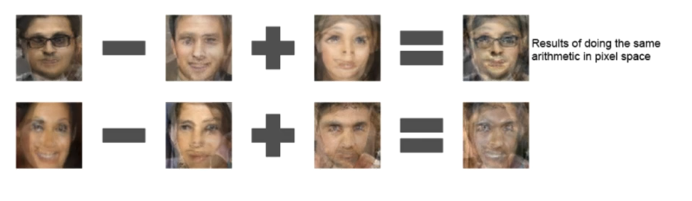 Results of doing the same
arithmetic in pixel space